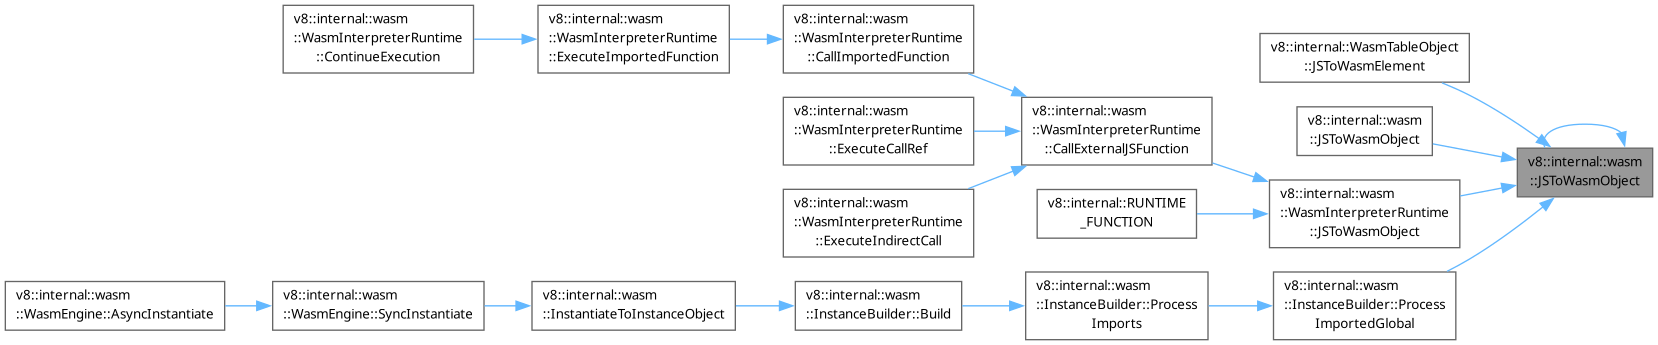 v8::internal::wasm
::WasmInterpreterRuntime
::ContinueExecution
v8::internal::wasm
::WasmInterpreterRuntime
::ExecuteImportedFunction
v8::internal::wasm
::WasmInterpreterRuntime
::CallImportedFunction
v8::internal::WasmTableObject
::JSToWasmElement
v8::internal::wasm
::WasmInterpreterRuntime
::ExecuteCallRef
v8::internal::wasm
::WasmInterpreterRuntime
::CallExternalJSFunction
v8::internal::wasm
::JSToWasmObject
v8::internal::wasm
::JSToWasmObject
v8::internal::wasm
::WasmInterpreterRuntime
::ExecuteIndirectCall
v8::internal::RUNTIME
_FUNCTION
v8::internal::wasm
::WasmInterpreterRuntime
::JSToWasmObject
v8::internal::wasm
::WasmEngine::AsyncInstantiate
v8::internal::wasm
::WasmEngine::SyncInstantiate
v8::internal::wasm
::InstantiateToInstanceObject
v8::internal::wasm
::InstanceBuilder::Build
v8::internal::wasm
::InstanceBuilder::Process
Imports
v8::internal::wasm
::InstanceBuilder::Process
ImportedGlobal